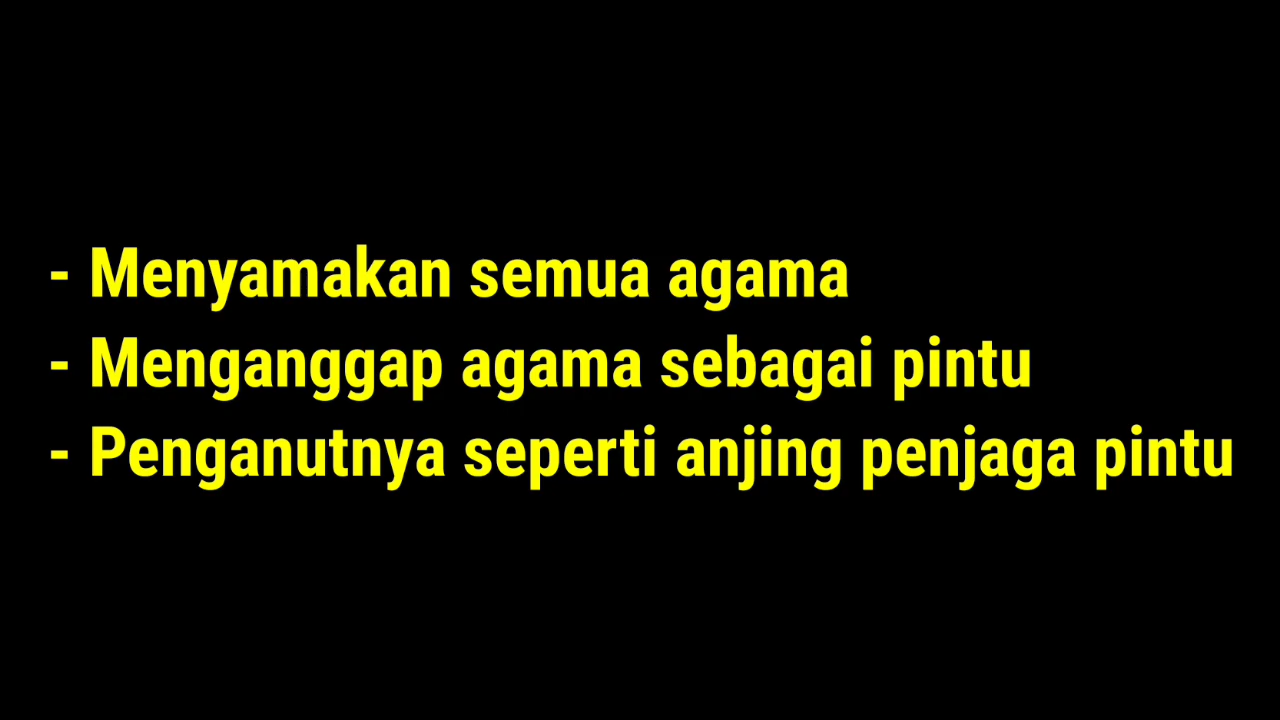 - Menyamakan semua agama
- Menganggap agama sebagai pintu
- Penganutnya seperti anjing penjaga pintu